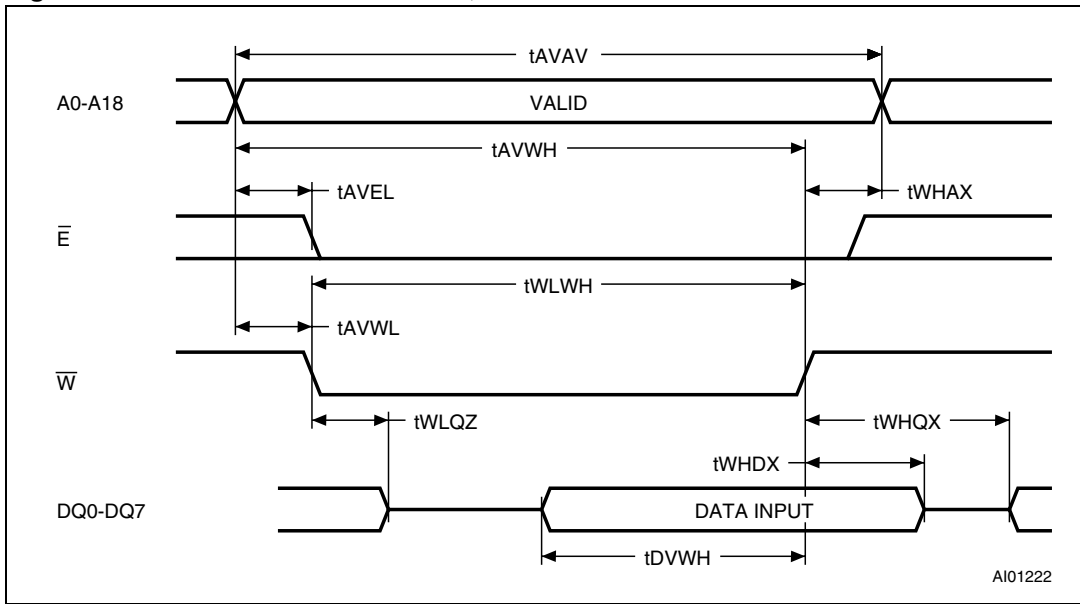 tAVAV
A0-A18
VALID
tAVWH
tAVEL
tWHAX
E̅
tWLWH
tAVWL
W̅
tWLQZ
tWHQX
tWHDX
DQ0-DQ7
DATA INPUT
tDVWH
AI01222